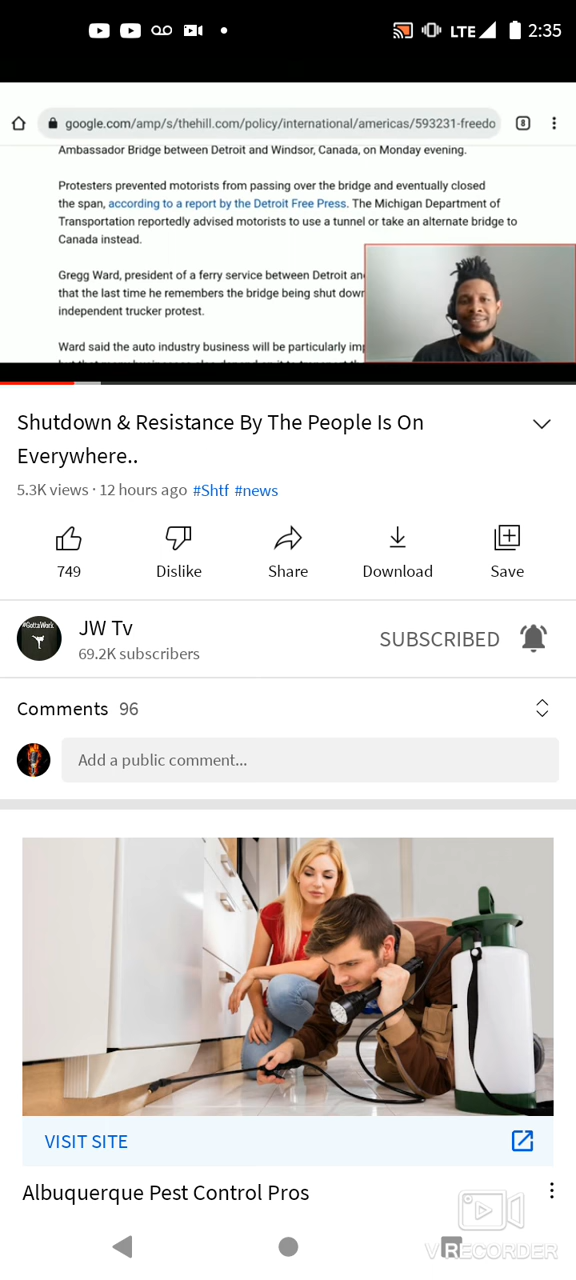 LTE 2:35
google.com/amp/s/thehill.com/policy/international/americas/593231-freedo 8
Ambassador Bridge between Detroit and Windsor, Canada, on Monday evening.
Protesters prevented motorists from passing over the bridge and eventually closed
the span, according to a report by the Detroit Free Press. The Michigan Department of
Transportation reportedly advised motorists to use a tunnel or take an alternate bridge to
Canada instead.
Gregg Ward, president of a ferry service between Detroit an
that the last time he remembers the bridge being shut down
independent trucker protest.
Ward said the auto industry business will be particularly imp
Shutdown & Resistance By The People Is On
Everywhere..
5.3K views · 12 hours ago #Shtf #news
749 Dislike Share Download Save
#GottaWork
JW Tv
69.2K subscribers
SUBSCRIBED
Comments 96
Add a public comment...
VISIT SITE
Albuquerque Pest Control Pros
VRECORDER